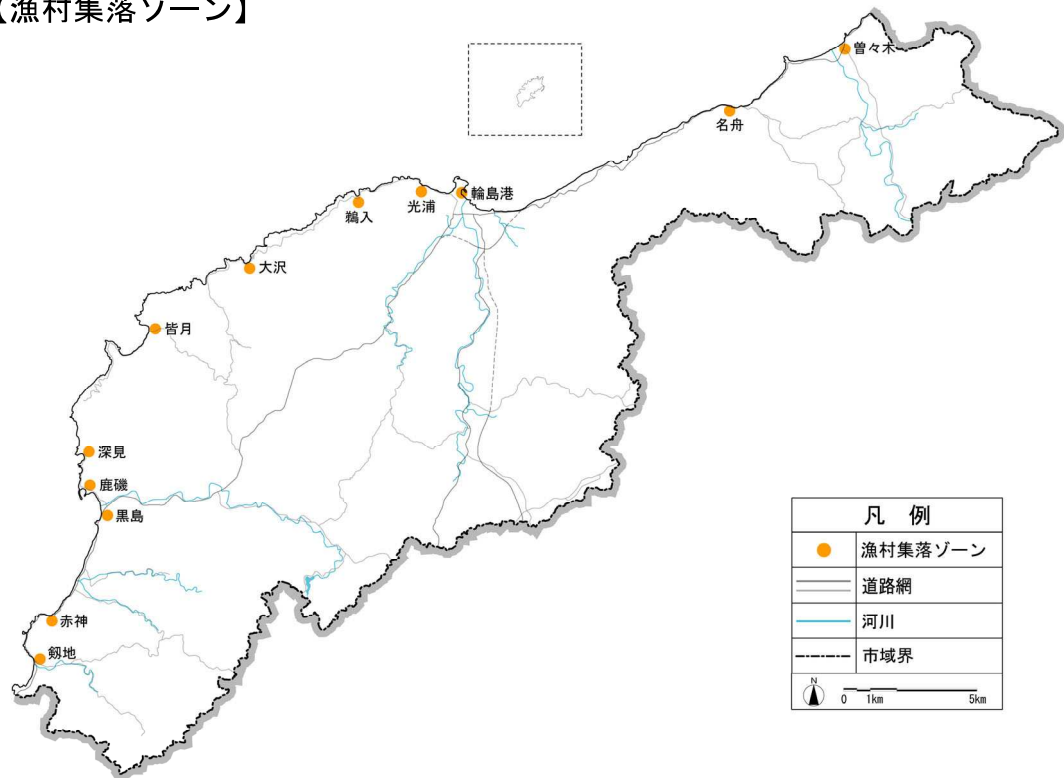 【漁村集落ゾーン】
曽々木
名舟
輪島港
光浦
鵜入
大沢
皆月
深見
鹿磯
黒島
赤神
剱地
凡 例
漁村集落ゾーン
道路網
河川
市域界
N
0 1km 5km